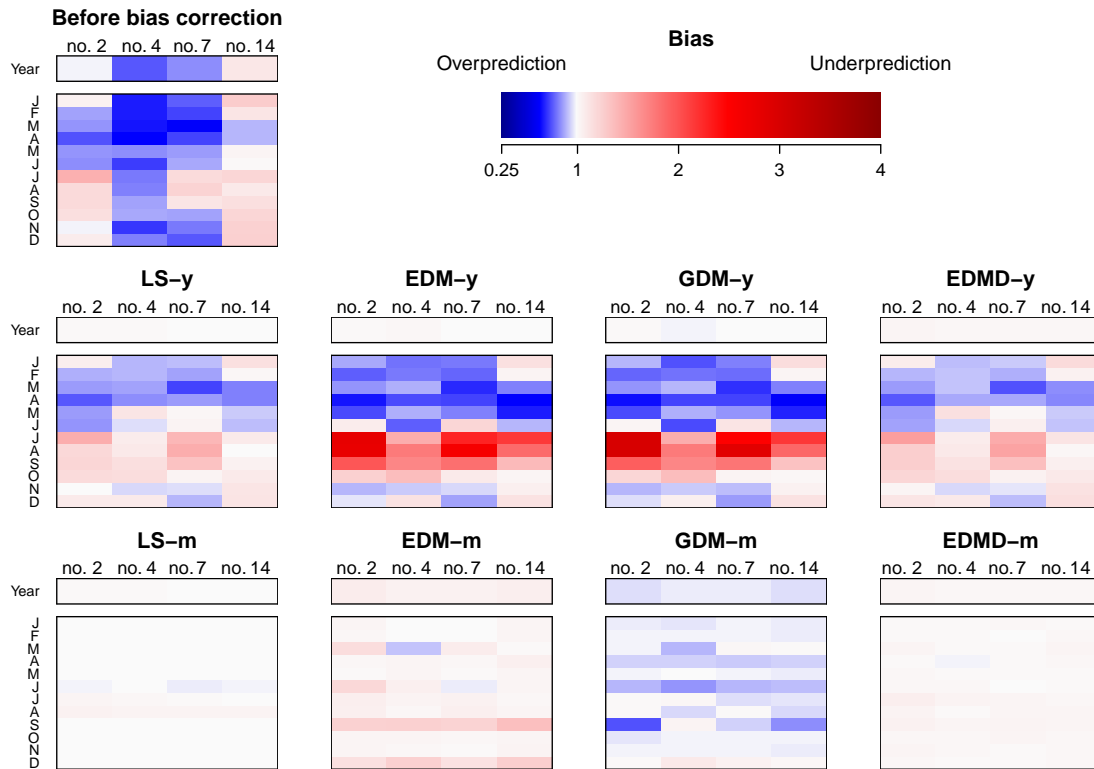 Before bias correction
no. 2 no. 4 no. 7 no. 14
Year
J
F
M
A
M
J
J
A
S
O
N
D
Bias
Overprediction Underprediction
0.25 1 2 3 4
LS−y EDM−y GDM−y EDMD−y
no. 2 no. 4 no. 7 no. 14 no. 2 no. 4 no. 7 no. 14 no. 2 no. 4 no. 7 no. 14 no. 2 no. 4 no. 7 no. 14
Year
J
F
M
A
M
J
J
A
S
O
N
D
LS−m EDM−m GDM−m EDMD−m
no. 2 no. 4 no. 7 no. 14 no. 2 no. 4 no. 7 no. 14 no. 2 no. 4 no. 7 no. 14 no. 2 no. 4 no. 7 no. 14
Year
J
F
M
A
M
J
J
A
S
O
N
D